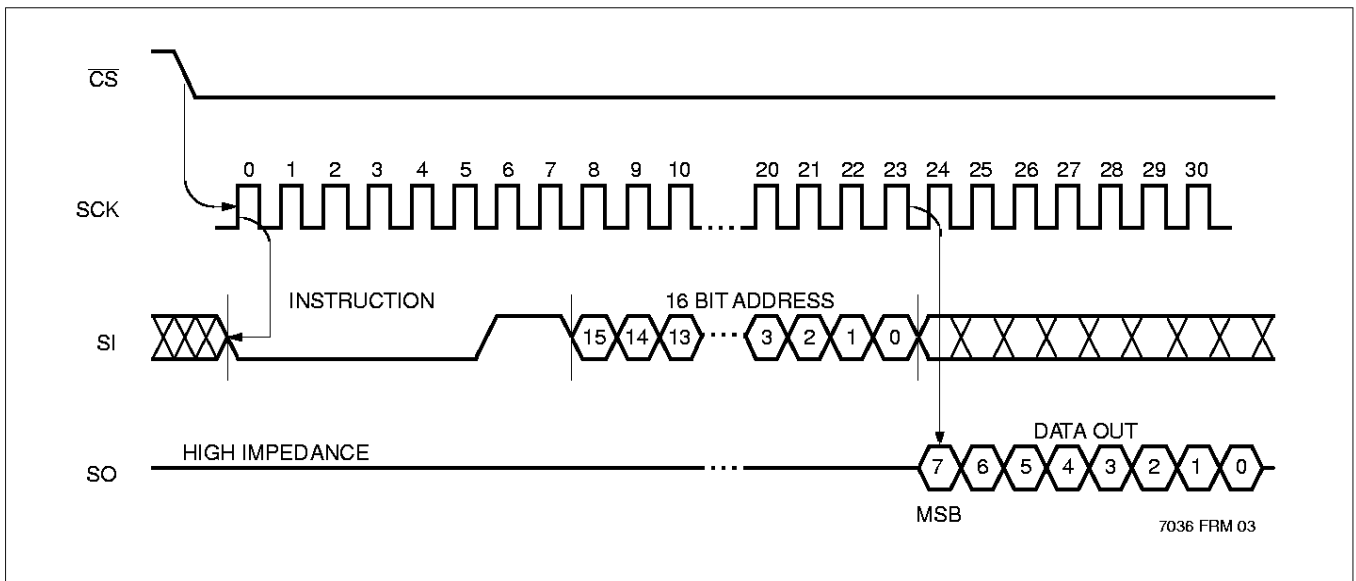 CS
0 1 2 3 4 5 6 7 8 9 10 20 21 22 23 24 25 26 27 28 29 30
SCK
INSTRUCTION 16 BIT ADDRESS
SI 15 14 13 3 2 1 0
HIGH IMPEDANCE DATA OUT
SO 7 6 5 4 3 2 1 0
MSB
7036 FRM 03